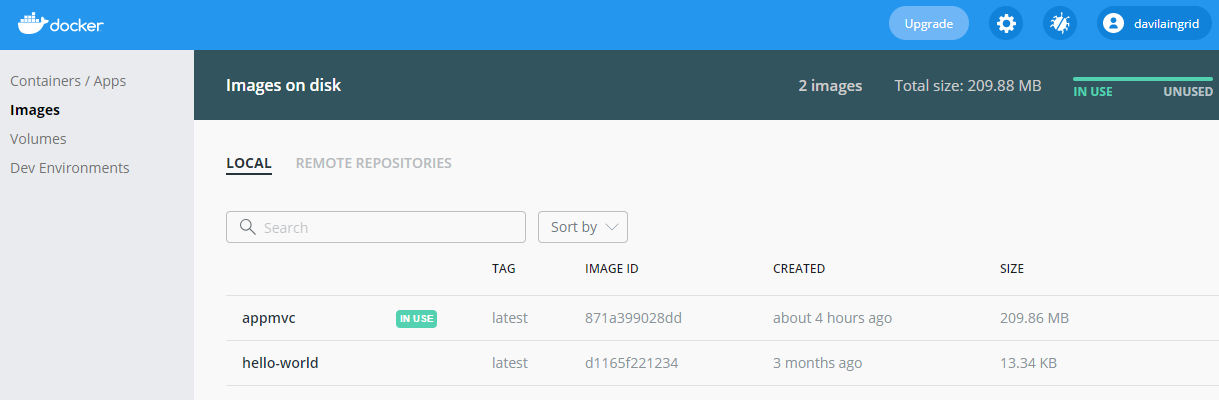 docker
Upgrade
davilaingrid
Containers / Apps
Images
Volumes
Dev Environments
Images on disk
2 images
Total size: 209.88 MB
IN USE
UNUSED
LOCAL
REMOTE REPOSITORIES
Search
Sort by
TAG IMAGE ID CREATED SIZE
appmvc IN USE latest 871a399028dd about 4 hours ago 209.86 MB
hello-world latest d1165f221234 3 months ago 13.34 KB